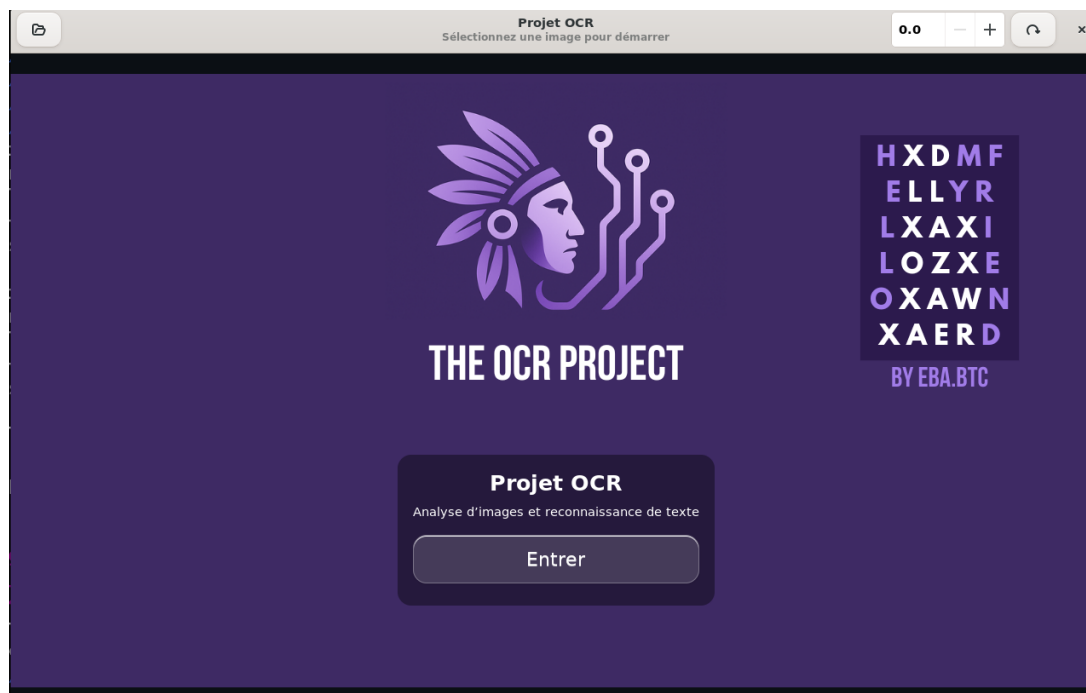 Projet OCR
Sélectionnez une image pour démarrer
0.0
THE OCR PROJECT
HXDMF
ELLYR
LXAXI
LOZXE
OXAWN
XAERD
BY EBA.BTC
Projet OCR
Analyse d’images et reconnaissance de texte
Entrer